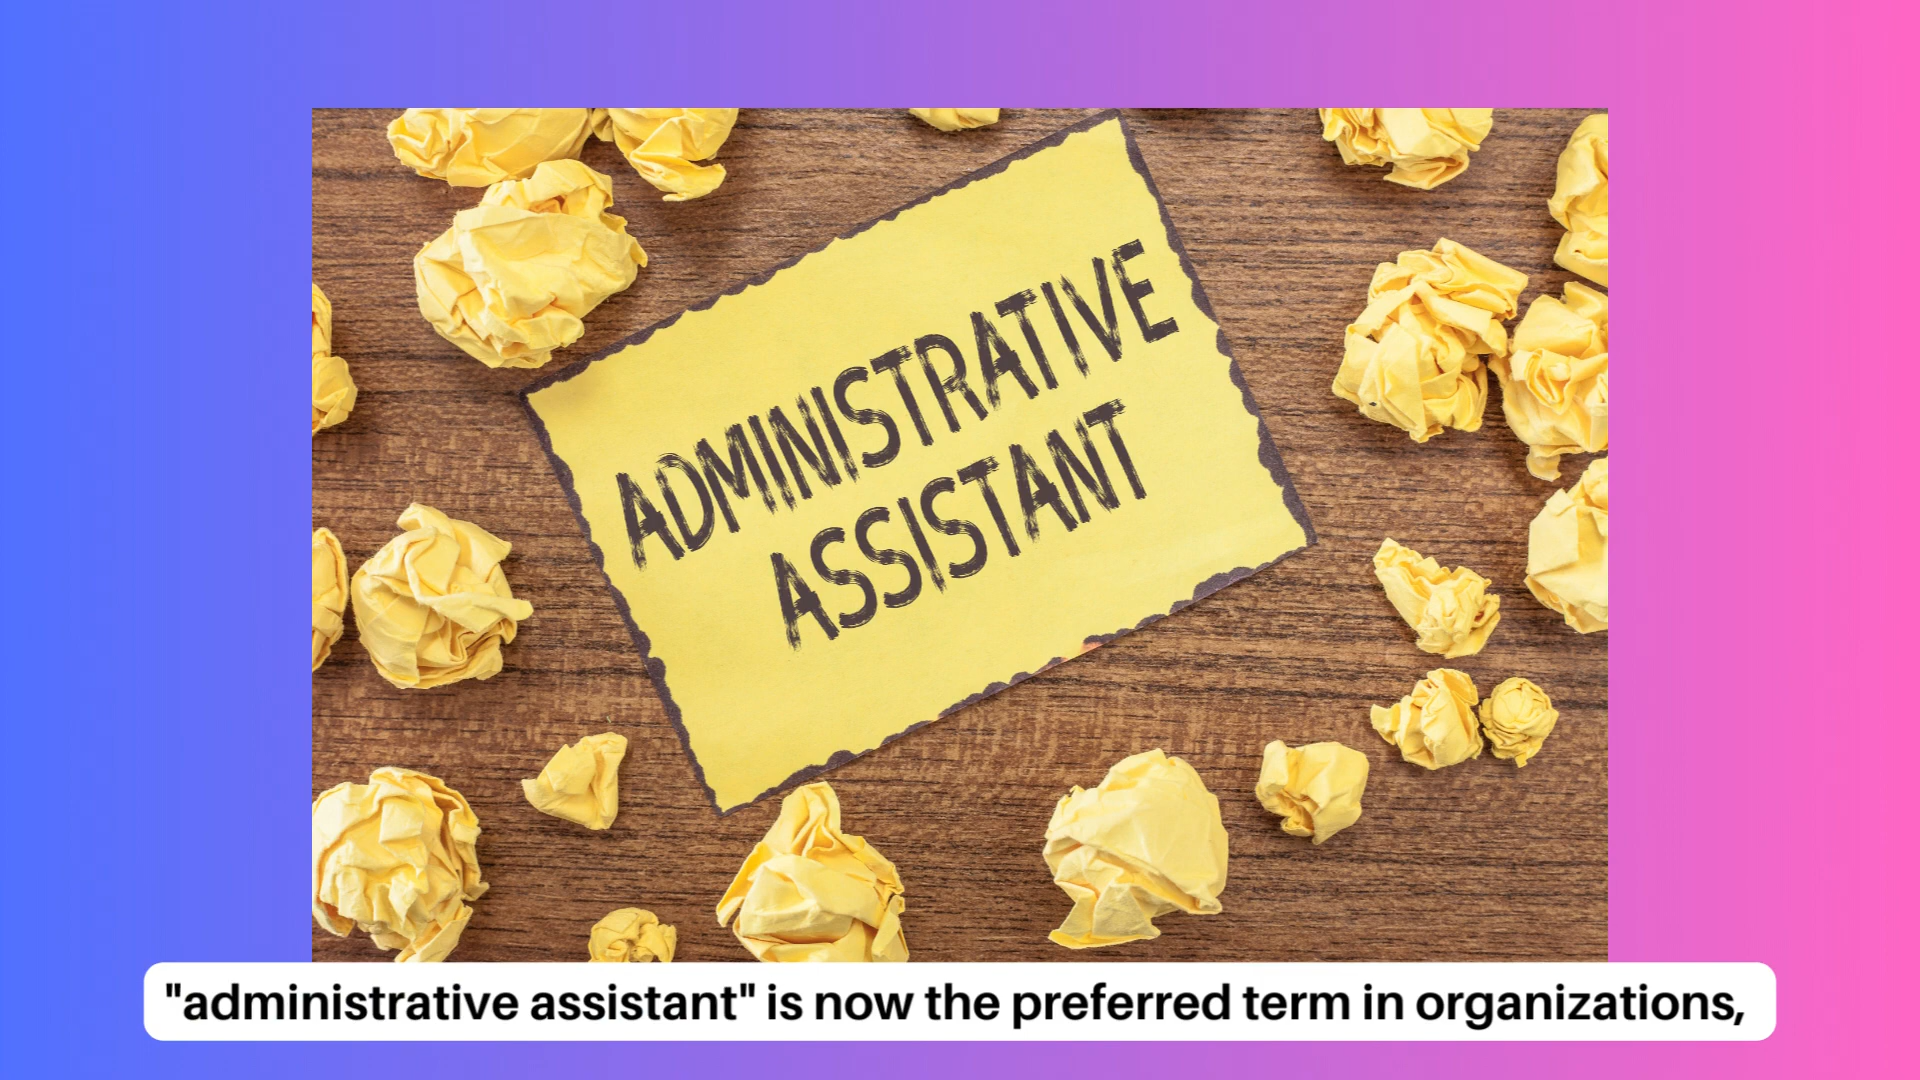 ADMINISTRATIVE
ASSISTANT
"administrative assistant" is now the preferred term in organizations,